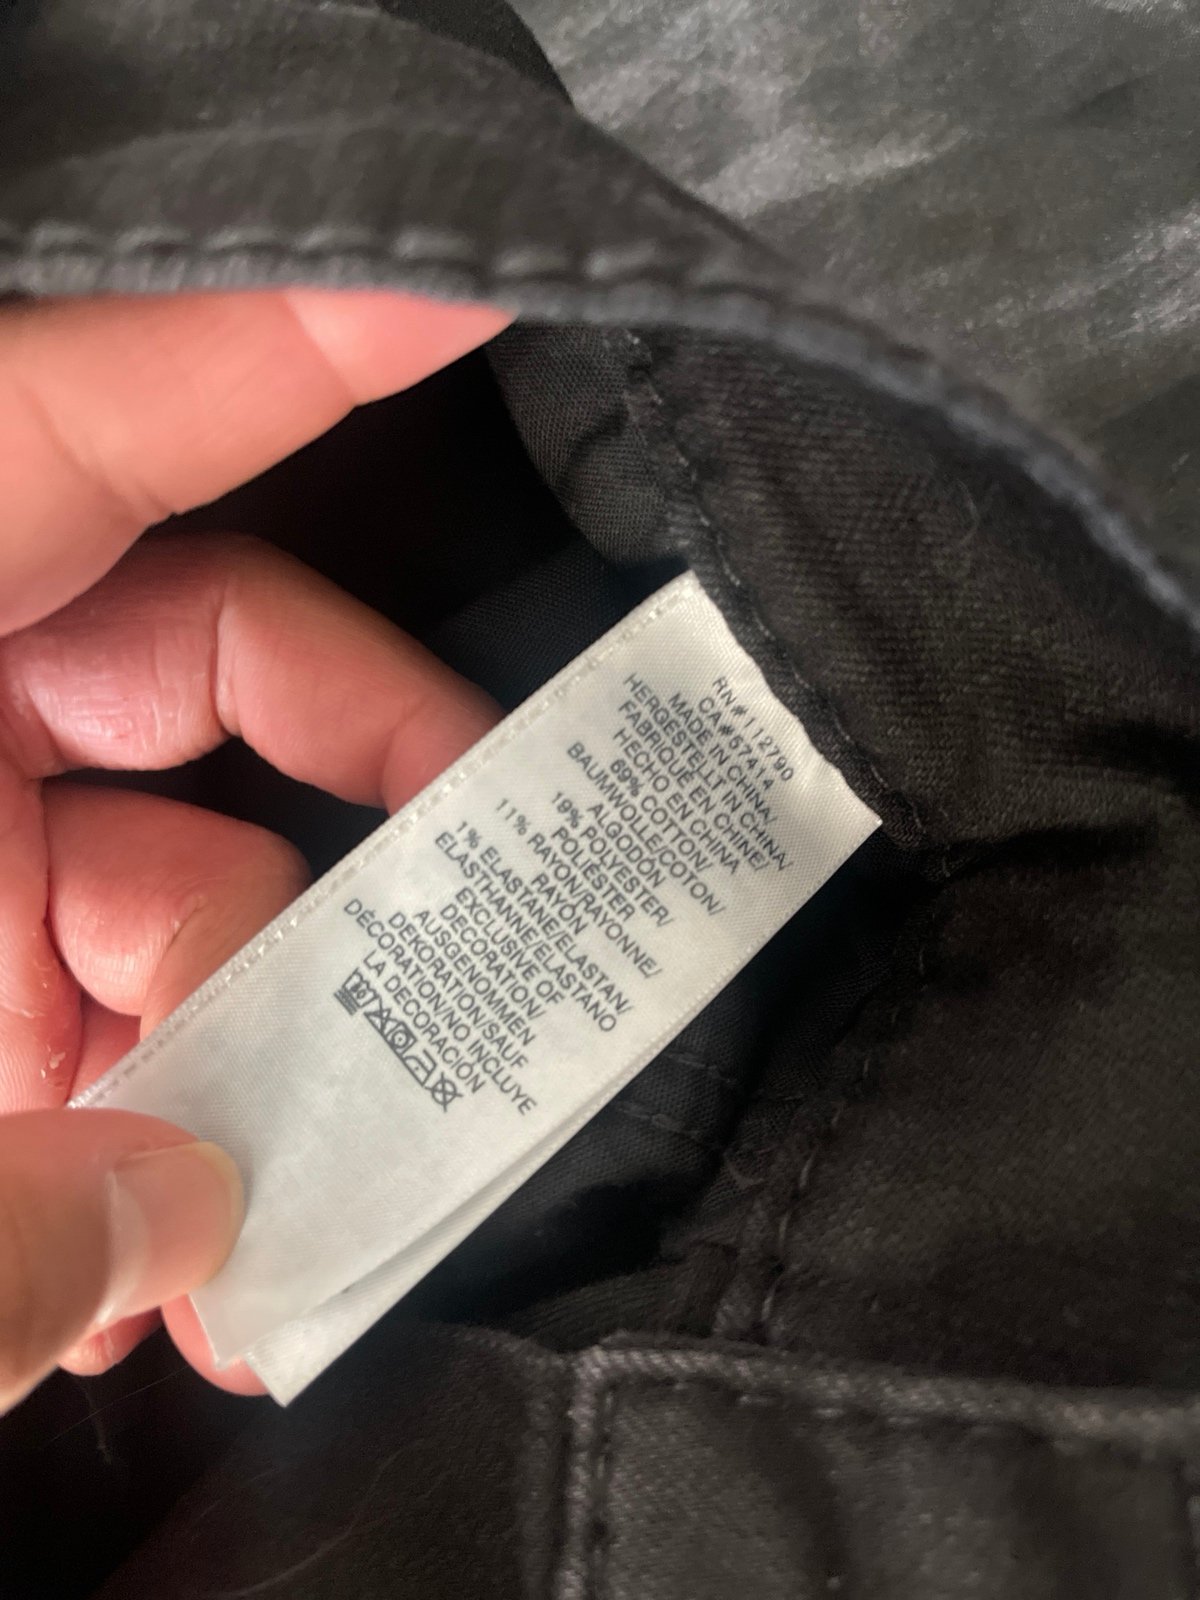 RN# 112790
CA#57414
MADE IN CHINA/
HERGESTELLT IN CHINA/
FABRIQUÉ EN CHINE/
HECHO EN CHINA
69% COTTON/
BAUMWOLLE/COTON/
ALGODÓN
19% POLYESTER/
POLIÉSTER
11% RAYON/RAYONNE/
RAYÓN
1% ELASTANE/ELASTAN/
ELASTHANNE/ELASTANO
EXCLUSIVE OF
DECORATION/
AUSGENOMMEN
DEKORATION/SAUF
DÉCORATION/NO INCLUYE
LA DECORACIÓN